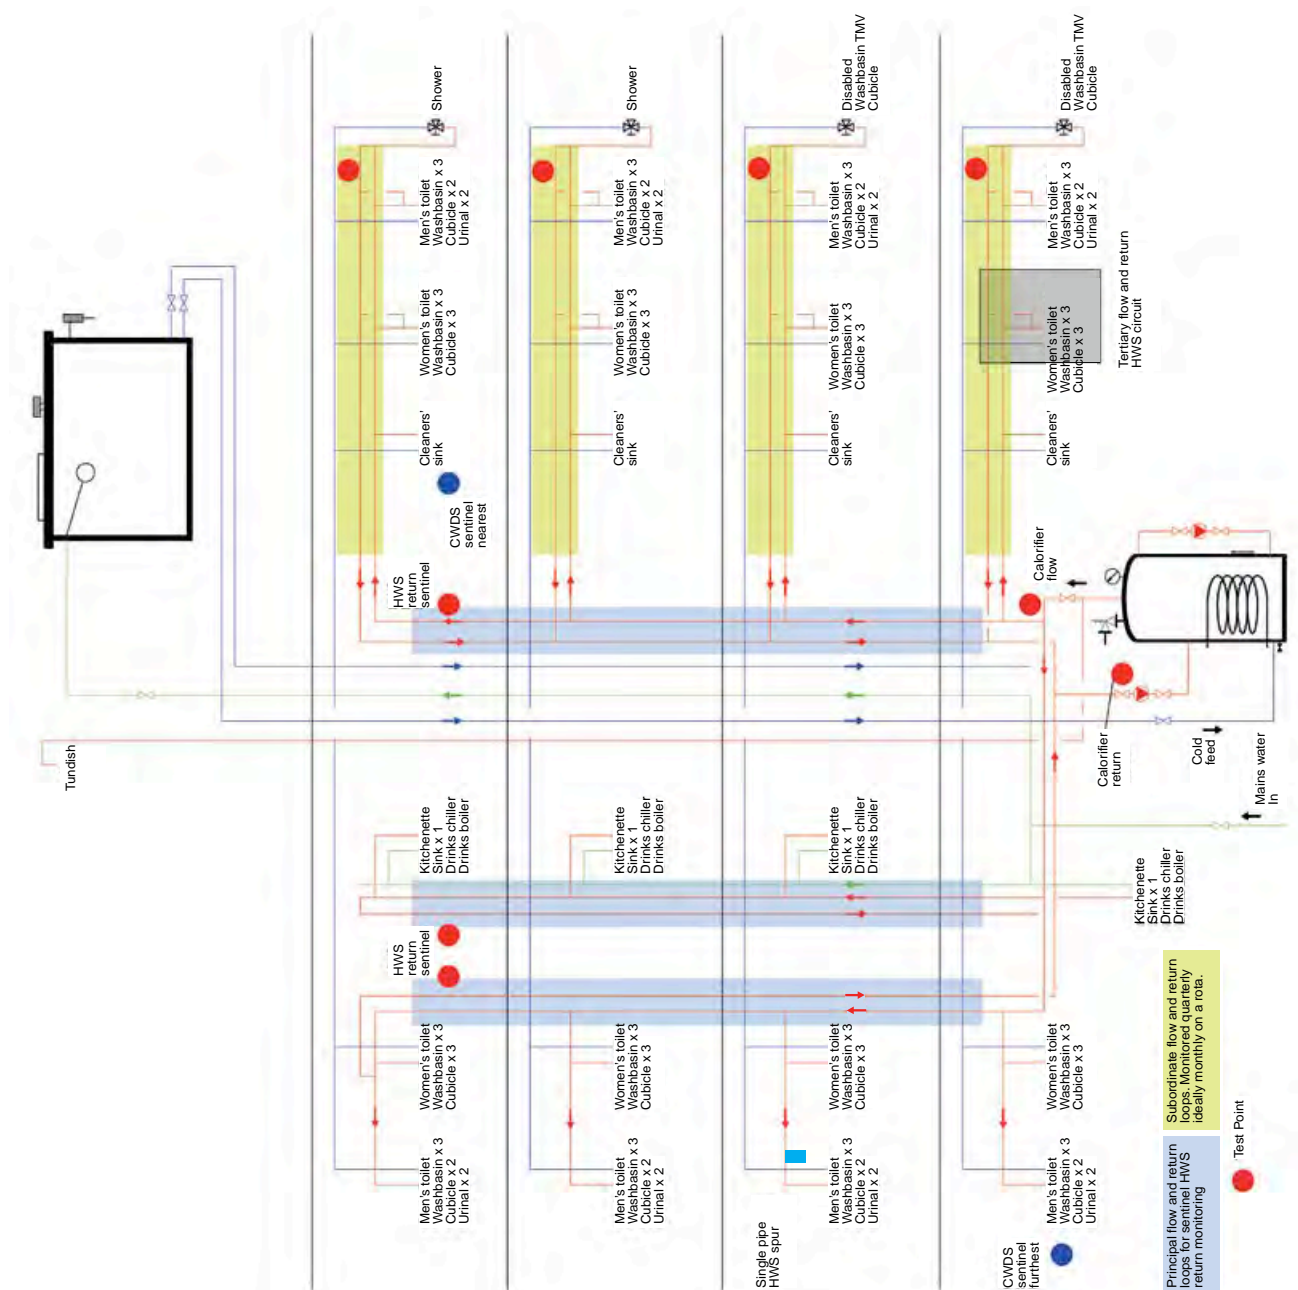 Tundish
Men's toilet
Washbasin x 3
Cubicle x 2
Urinal x 2
Women's toilet
Washbasin x 3
Cubicle x 3
HWS
return
sentinel
Kitchenette
Sink x 1
Drinks chiller
Drinks boiler
HWS
return
sentinel
CWDS
sentinel
nearest
Cleaners'
sink
Women's toilet
Washbasin x 3
Cubicle x 3
Men's toilet
Washbasin x 3
Cubicle x 2
Urinal x 2
Shower
Men's toilet
Washbasin x 3
Cubicle x 2
Urinal x 2
Women's toilet
Washbasin x 3
Cubicle x 3
Kitchenette
Sink x 1
Drinks chiller
Drinks boiler
Cleaners'
sink
Women's toilet
Washbasin x 3
Cubicle x 3
Men's toilet
Washbasin x 3
Cubicle x 2
Urinal x 2
Shower
Single pipe
HWS spur
Men's toilet
Washbasin x 3
Cubicle x 2
Urinal x 2
Women's toilet
Washbasin x 3
Cubicle x 3
Kitchenette
Sink x 1
Drinks chiller
Drinks boiler
Cleaners'
sink
Women's toilet
Washbasin x 3
Cubicle x 3
Men's toilet
Washbasin x 3
Cubicle x 2
Urinal x 2
Disabled
Washbasin TMV
Cubicle
CWDS
sentinel
furthest
Men's toilet
Washbasin x 3
Cubicle x 2
Urinal x 2
Women's toilet
Washbasin x 3
Cubicle x 3
Calorifier
flow
Cleaners'
sink
Women's toilet
Washbasin x 3
Cubicle x 3
Men's toilet
Washbasin x 3
Cubicle x 2
Urinal x 2
Disabled
Washbasin TMV
Cubicle
Tertiary flow and return
HWS circuit
Calorifier
return
Kitchenette
Sink x 1
Drinks chiller
Drinks boiler
Cold
feed
Mains water
In
Principal flow and return
loops for sentinel HWS
return monitoring
Subordinate flow and return
loops. Monitored quarterly
ideally monthly on a rota.
Test Point